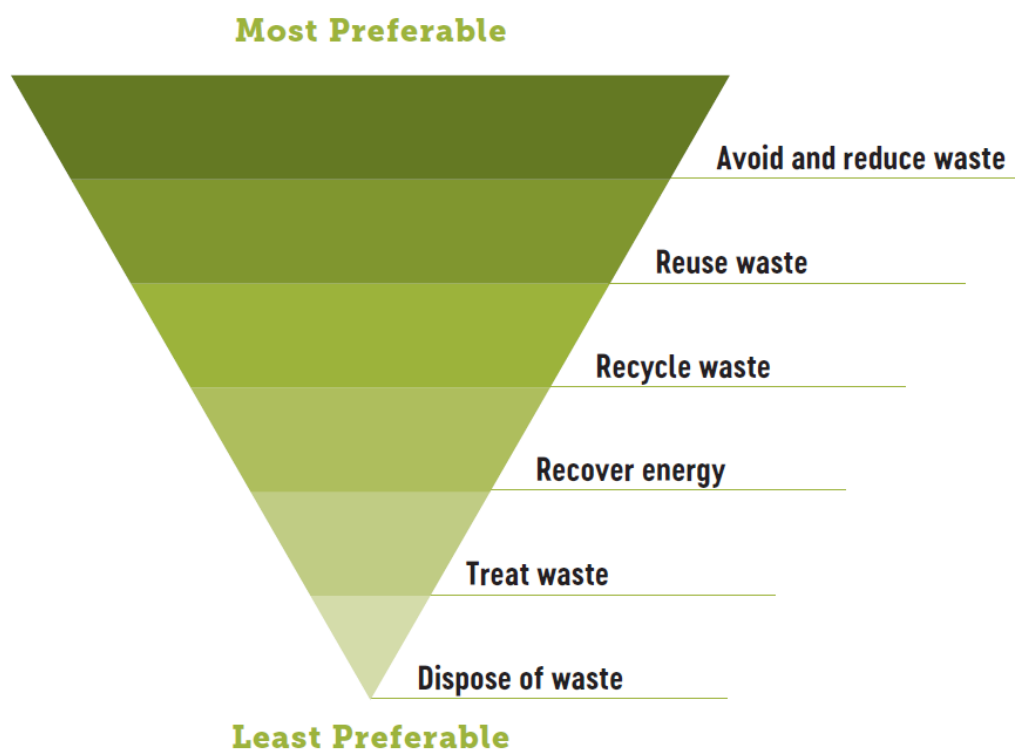 Most Preferable
Avoid and reduce waste
Reuse waste
Recycle waste
Recover energy
Treat waste
Dispose of waste
Least Preferable